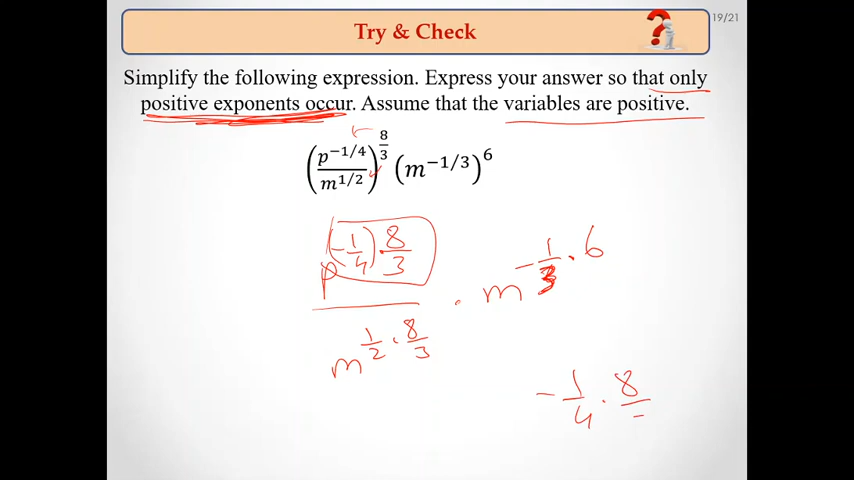 19/21
Try & Check
Simplify the following expression. Express your answer so that only
positive exponents occur. Assume that the variables are positive.
(p^{-1/4}/m^{1/2})^{8/3} (m^{-1/3})^6
p^{(-1/4)·8/3}/m^{1/2·8/3} · m^{-1/3·6}
-1/4 · 8/